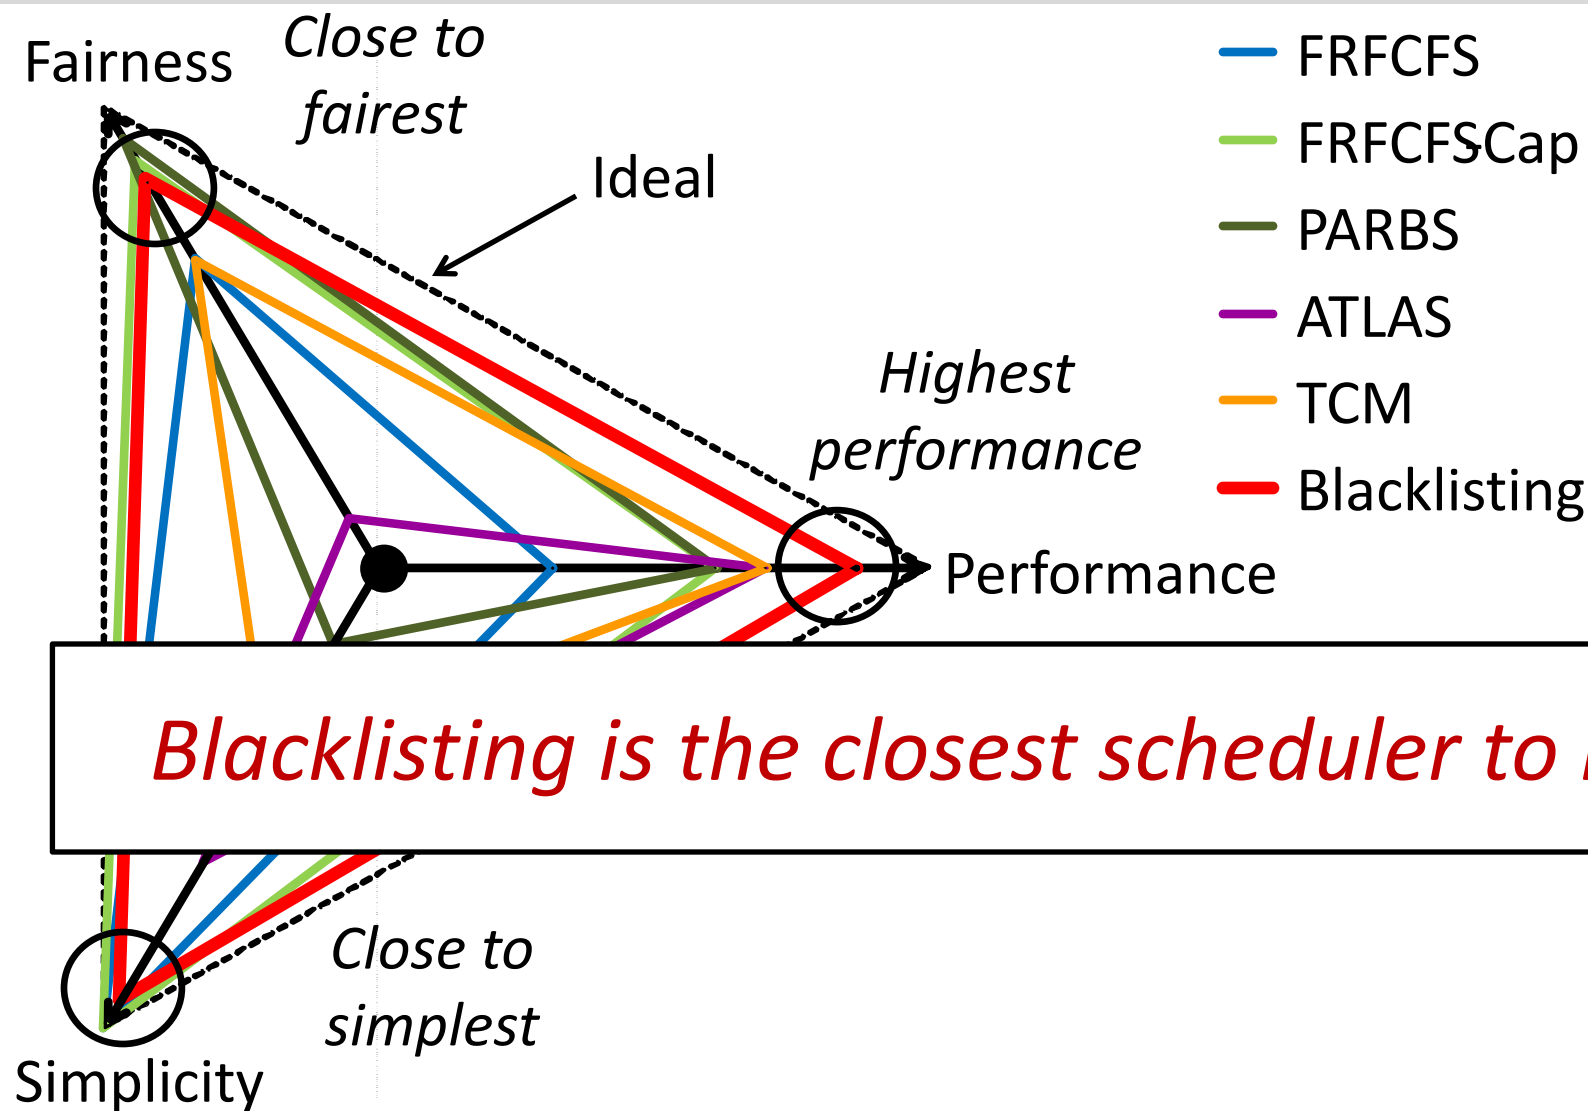 Fairness
Close to
fairest
Ideal
Highest
performance
Performance
FRFCFS
FRFCFS-Cap
PARBS
ATLAS
TCM
Blacklisting
Blacklisting is the closest scheduler to
Close to
simplest
Simplicity